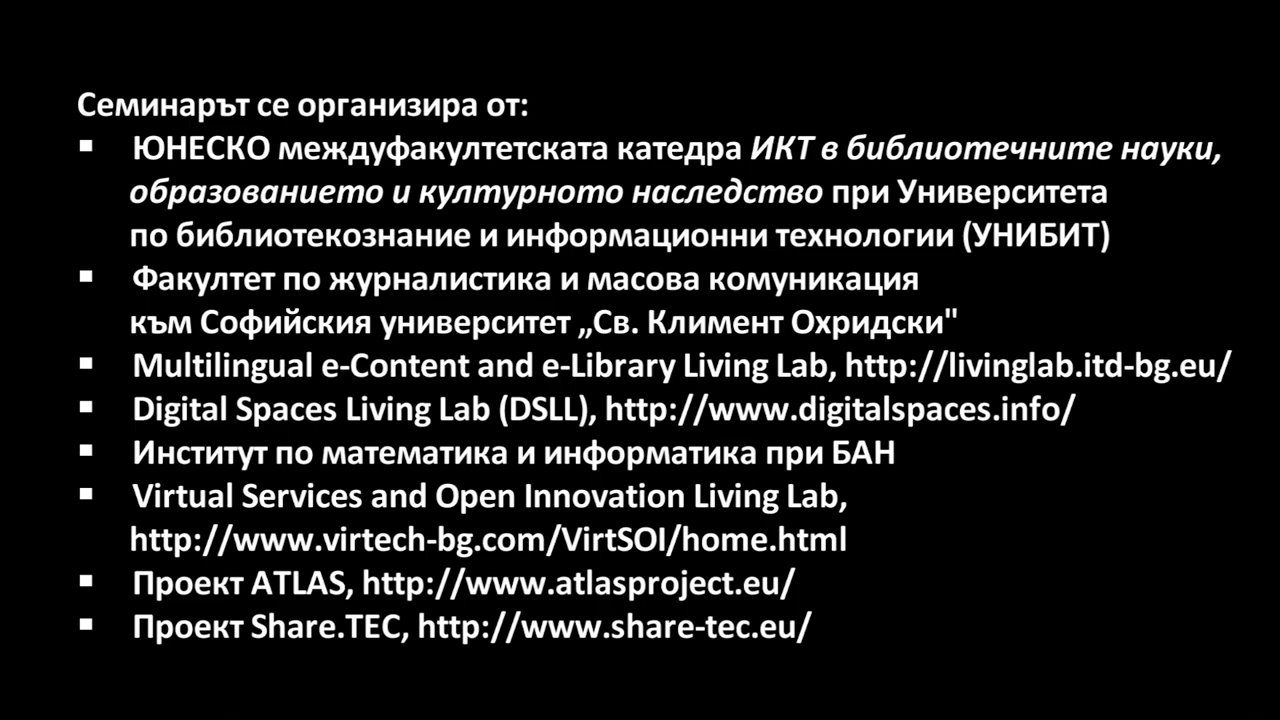 Семинарът се организира от:
▪ ЮНЕСКО междуфакултетската катедра ИКТ в библиотечните науки,
образованието и културното наследство при Университета
по библиотекознание и информационни технологии (УНИБИТ)
▪ Факултет по журналистика и масова комуникация
към Софийския университет „Св. Климент Охридски"
▪ Multilingual e-Content and e-Library Living Lab, http://livinglab.itd-bg.eu/
▪ Digital Spaces Living Lab (DSLL), http://www.digitalspaces.info/
▪ Институт по математика и информатика при БАН
▪ Virtual Services and Open Innovation Living Lab,
http://www.virtech-bg.com/VirtSOI/home.html
▪ Проект ATLAS, http://www.atlasproject.eu/
▪ Проект Share.TEC, http://www.share-tec.eu/